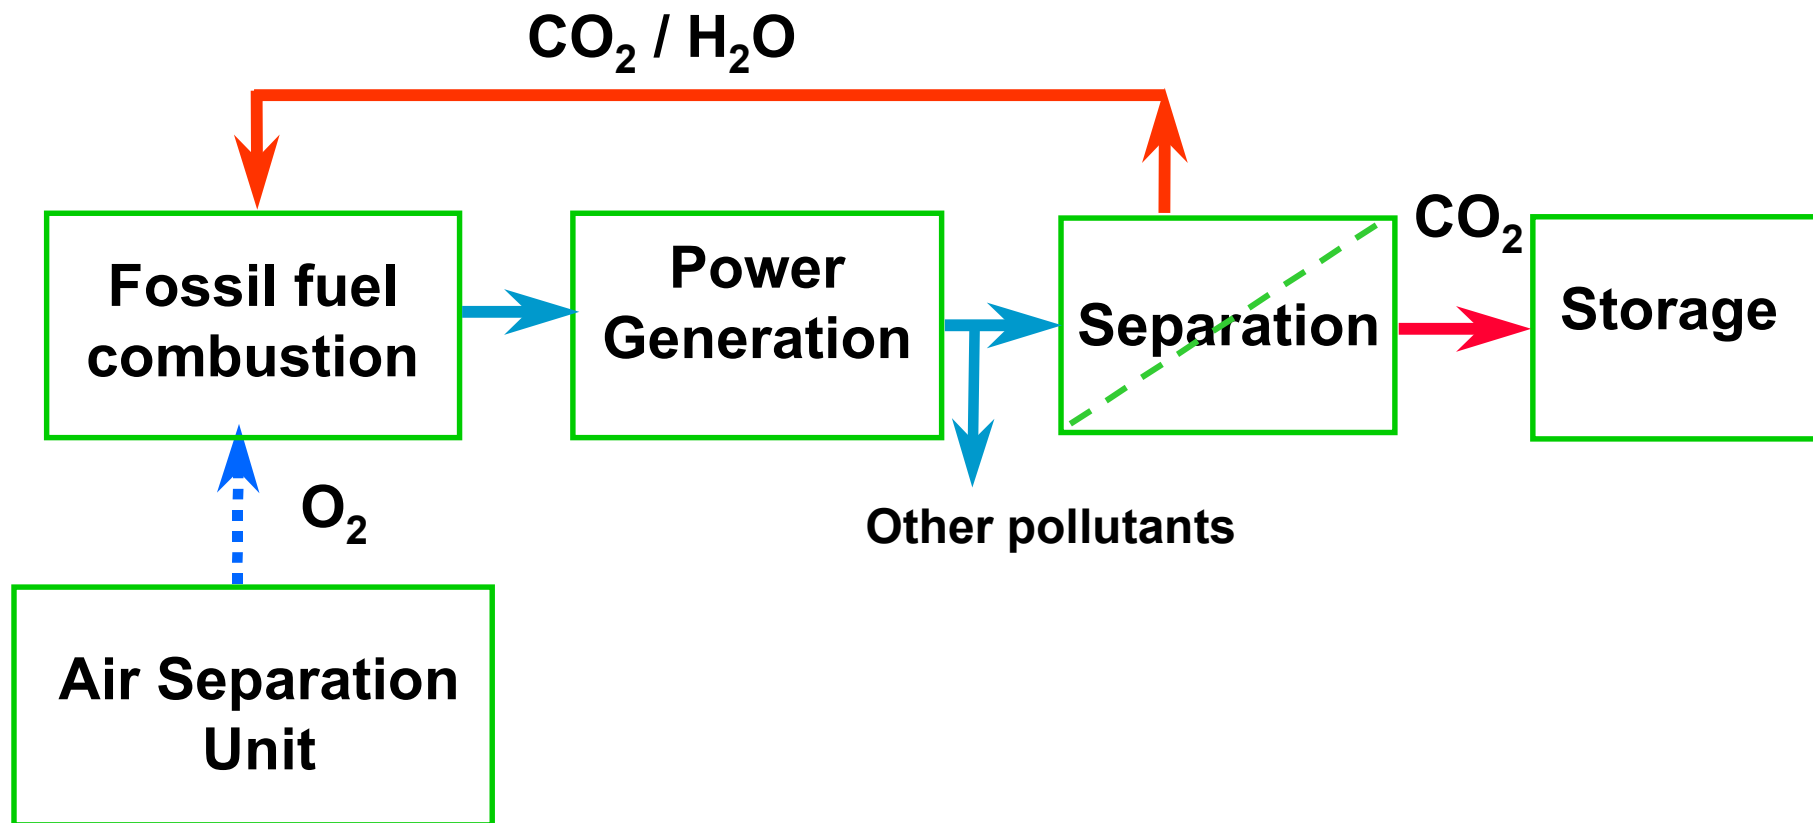 CO₂ / H₂O
Fossil fuel
combustion
Power
Generation
Separation
CO₂
Storage
O₂
Other pollutants
Air Separation
Unit